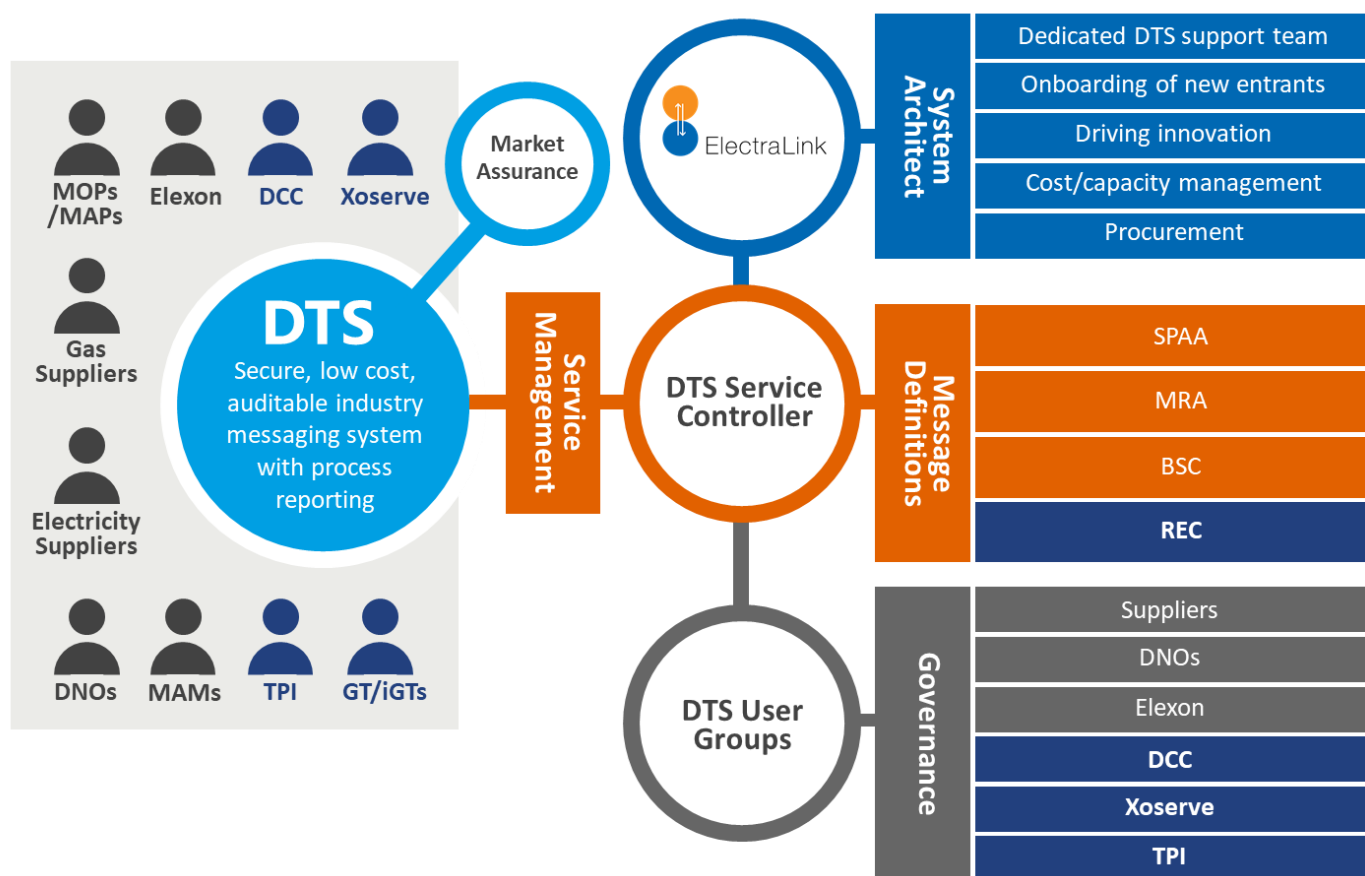 MOPs
/MAPs
Elexon
DCC
Xoserve
Market
Assurance
Gas
Suppliers
DTS
Secure, low cost,
auditable industry
messaging system
with process
reporting
Electricity
Suppliers
DNOs
MAMs
TPI
GT/iGTs
Service
Management
ElectraLink
System
Architect
Dedicated DTS support team
Onboarding of new entrants
Driving innovation
Cost/capacity management
Procurement
DTS Service
Controller
Message
Definitions
SPAA
MRA
BSC
REC
DTS User
Groups
Governance
Suppliers
DNOs
Elexon
DCC
Xoserve
TPI